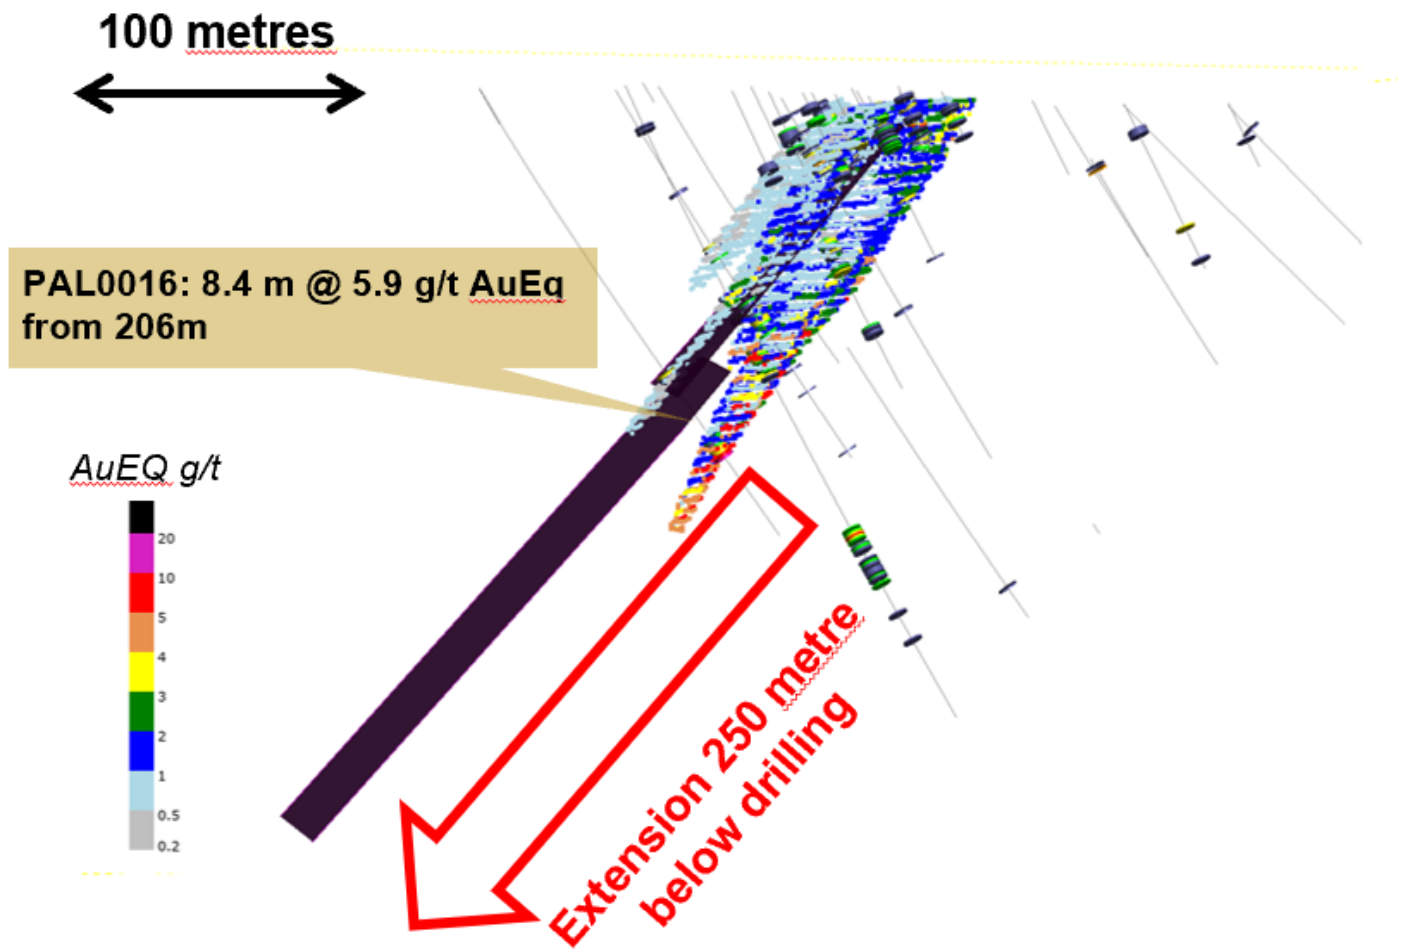 100 metres
PAL0016: 8.4 m @ 5.9 g/t AuEq
from 206m
AuEQ g/t
20
10
5
4
3
2
1
0.5
0.2
Extension 250 metre
below drilling